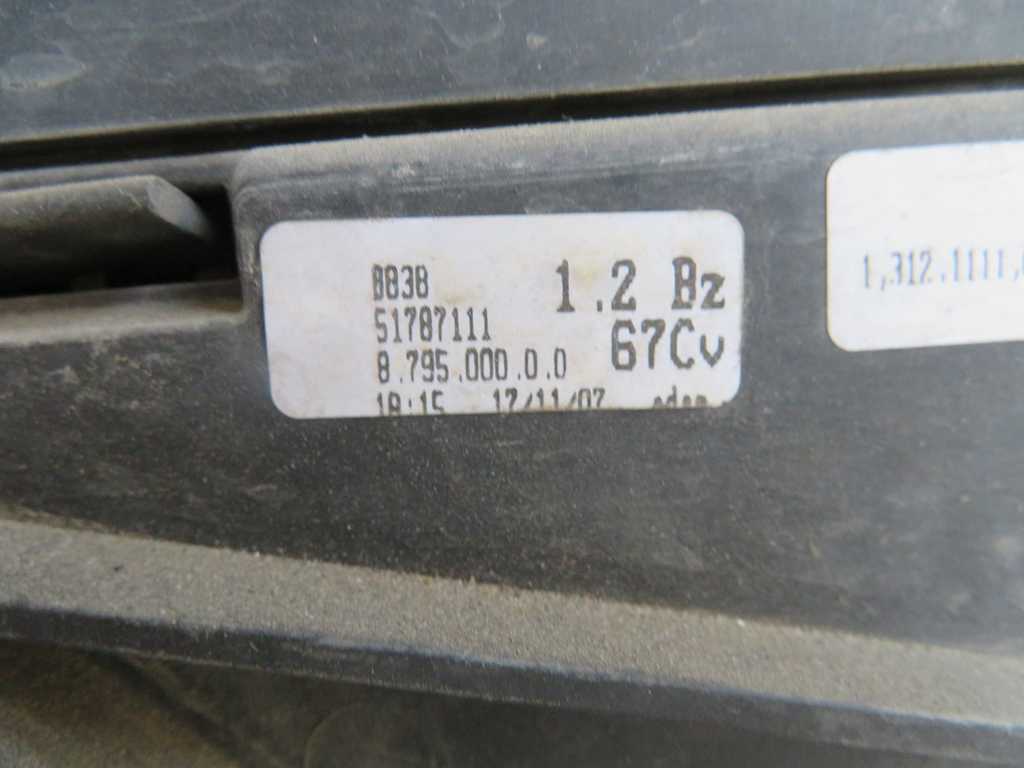 8838 1.2 Bz
51787111 67Cv
8.795.000.0.0
18:15 17/11/07
1,312.1111,